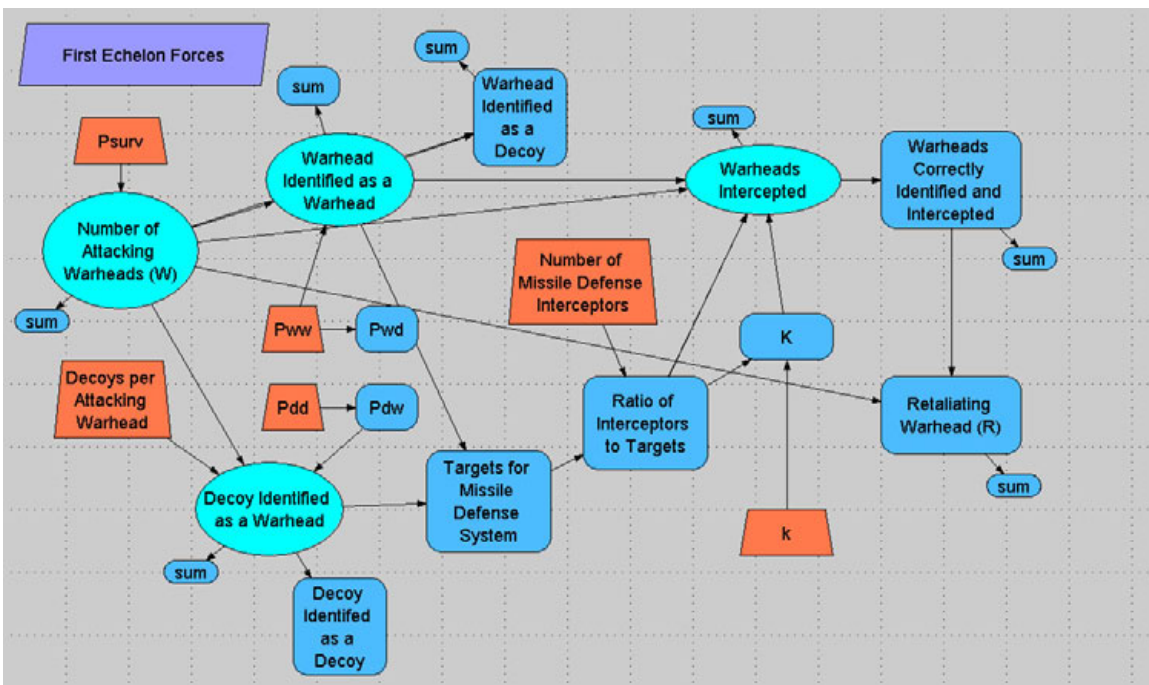 First Echelon Forces
sum
sum
Warhead
Identified
as a
Decoy
sum
Psurv
Warhead
Identified as a
Warhead
Warheads
Intercepted
Warheads
Correctly
Identified and
Intercepted
Number of
Attacking
Warheads (W)
Number of
Missile Defense
Interceptors
sum
sum
Pww
Pwd
K
Decoys per
Attacking
Warhead
Pdd
Pdw
Ratio of
Interceptors
to Targets
Retaliating
Warhead (R)
Targets for
Missile
Defense
System
sum
Decoy Identified
as a Warhead
k
sum
Decoy
Identifed
as a
Decoy